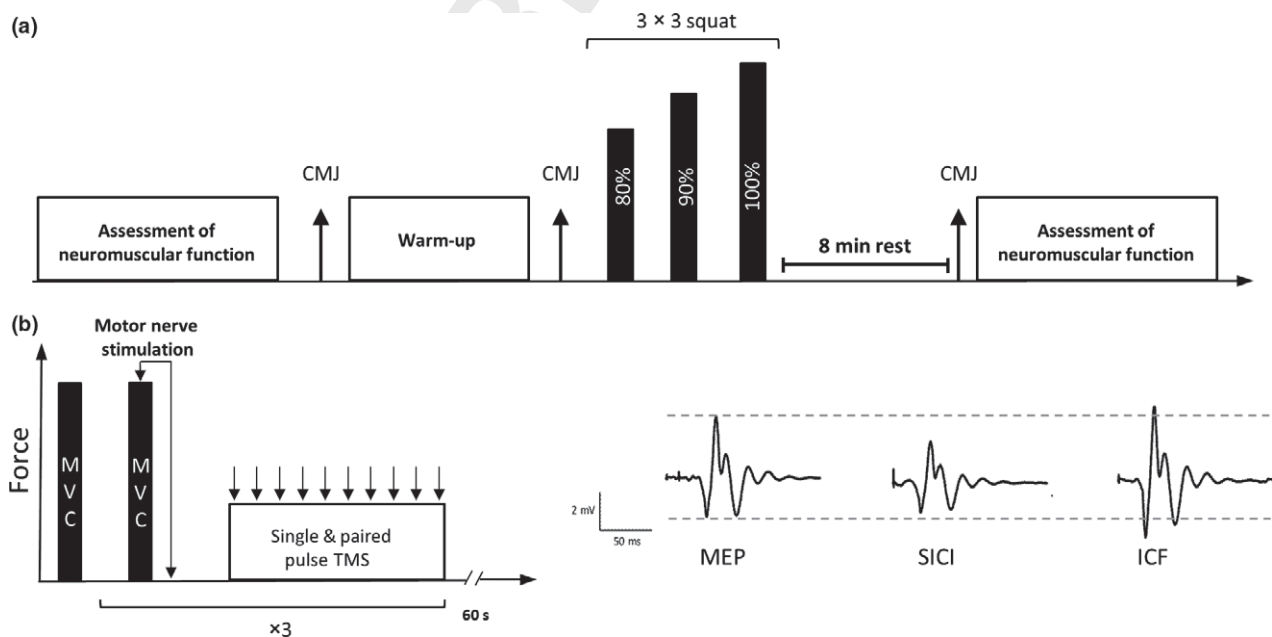 (a)
3 × 3 squat
CMJ
CMJ
CMJ
80%
90%
100%
Assessment of
neuromuscular function
Warm-up
8 min rest
Assessment of
neuromuscular function
(b)
Motor nerve
stimulation
Force
MVC
MVC
Single & paired
pulse TMS
×3
60 s
2 mV
50 ms
MEP
SICI
ICF